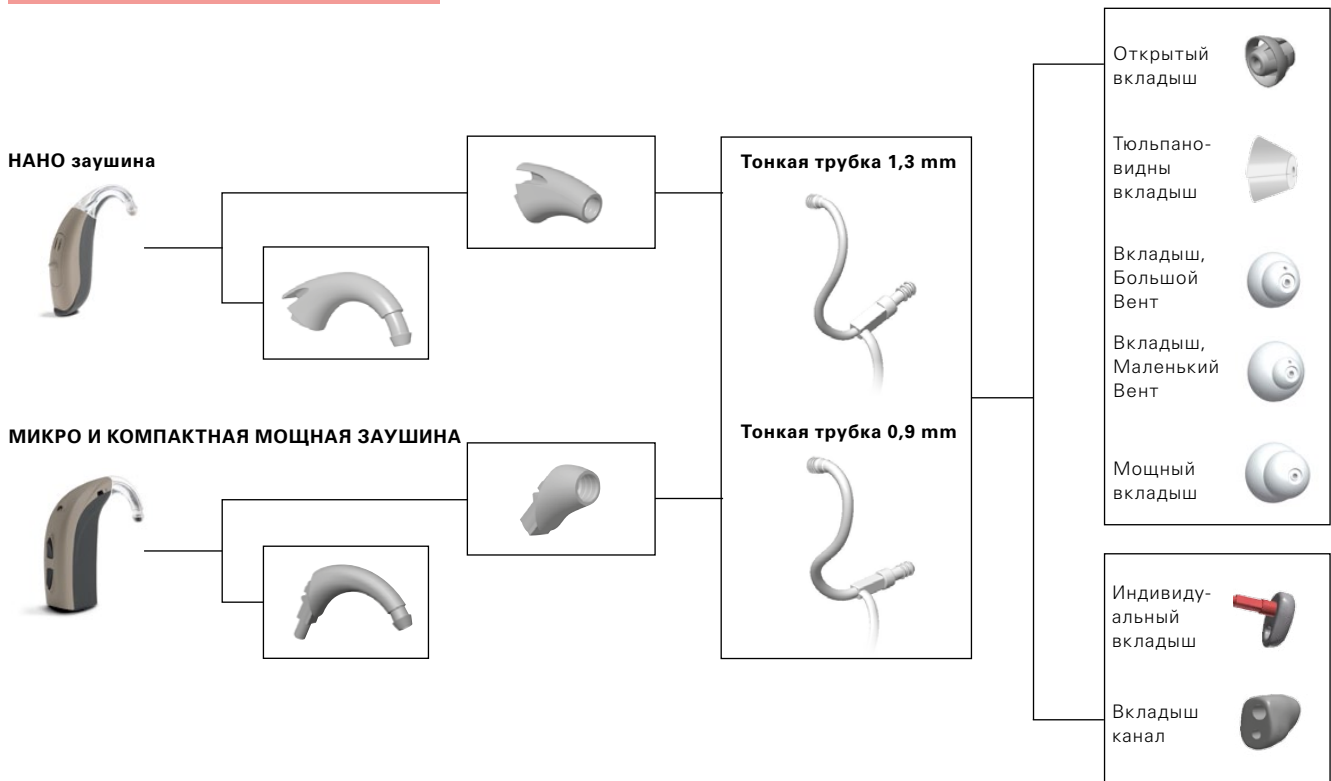 НАНО заушина
МИКРО И КОМПАКТНАЯ МОЩНАЯ ЗАУШИНА
Тонкая трубка 1,3 mm
Тонкая трубка 0,9 mm
Открытый
вкладыш
Тюльпано-
видны
вкладыш
Вкладыш,
Большой
Вент
Вкладыш,
Маленький
Вент
Мощный
вкладыш
Индивиду-
альный
вкладыш
Вкладыш
канал